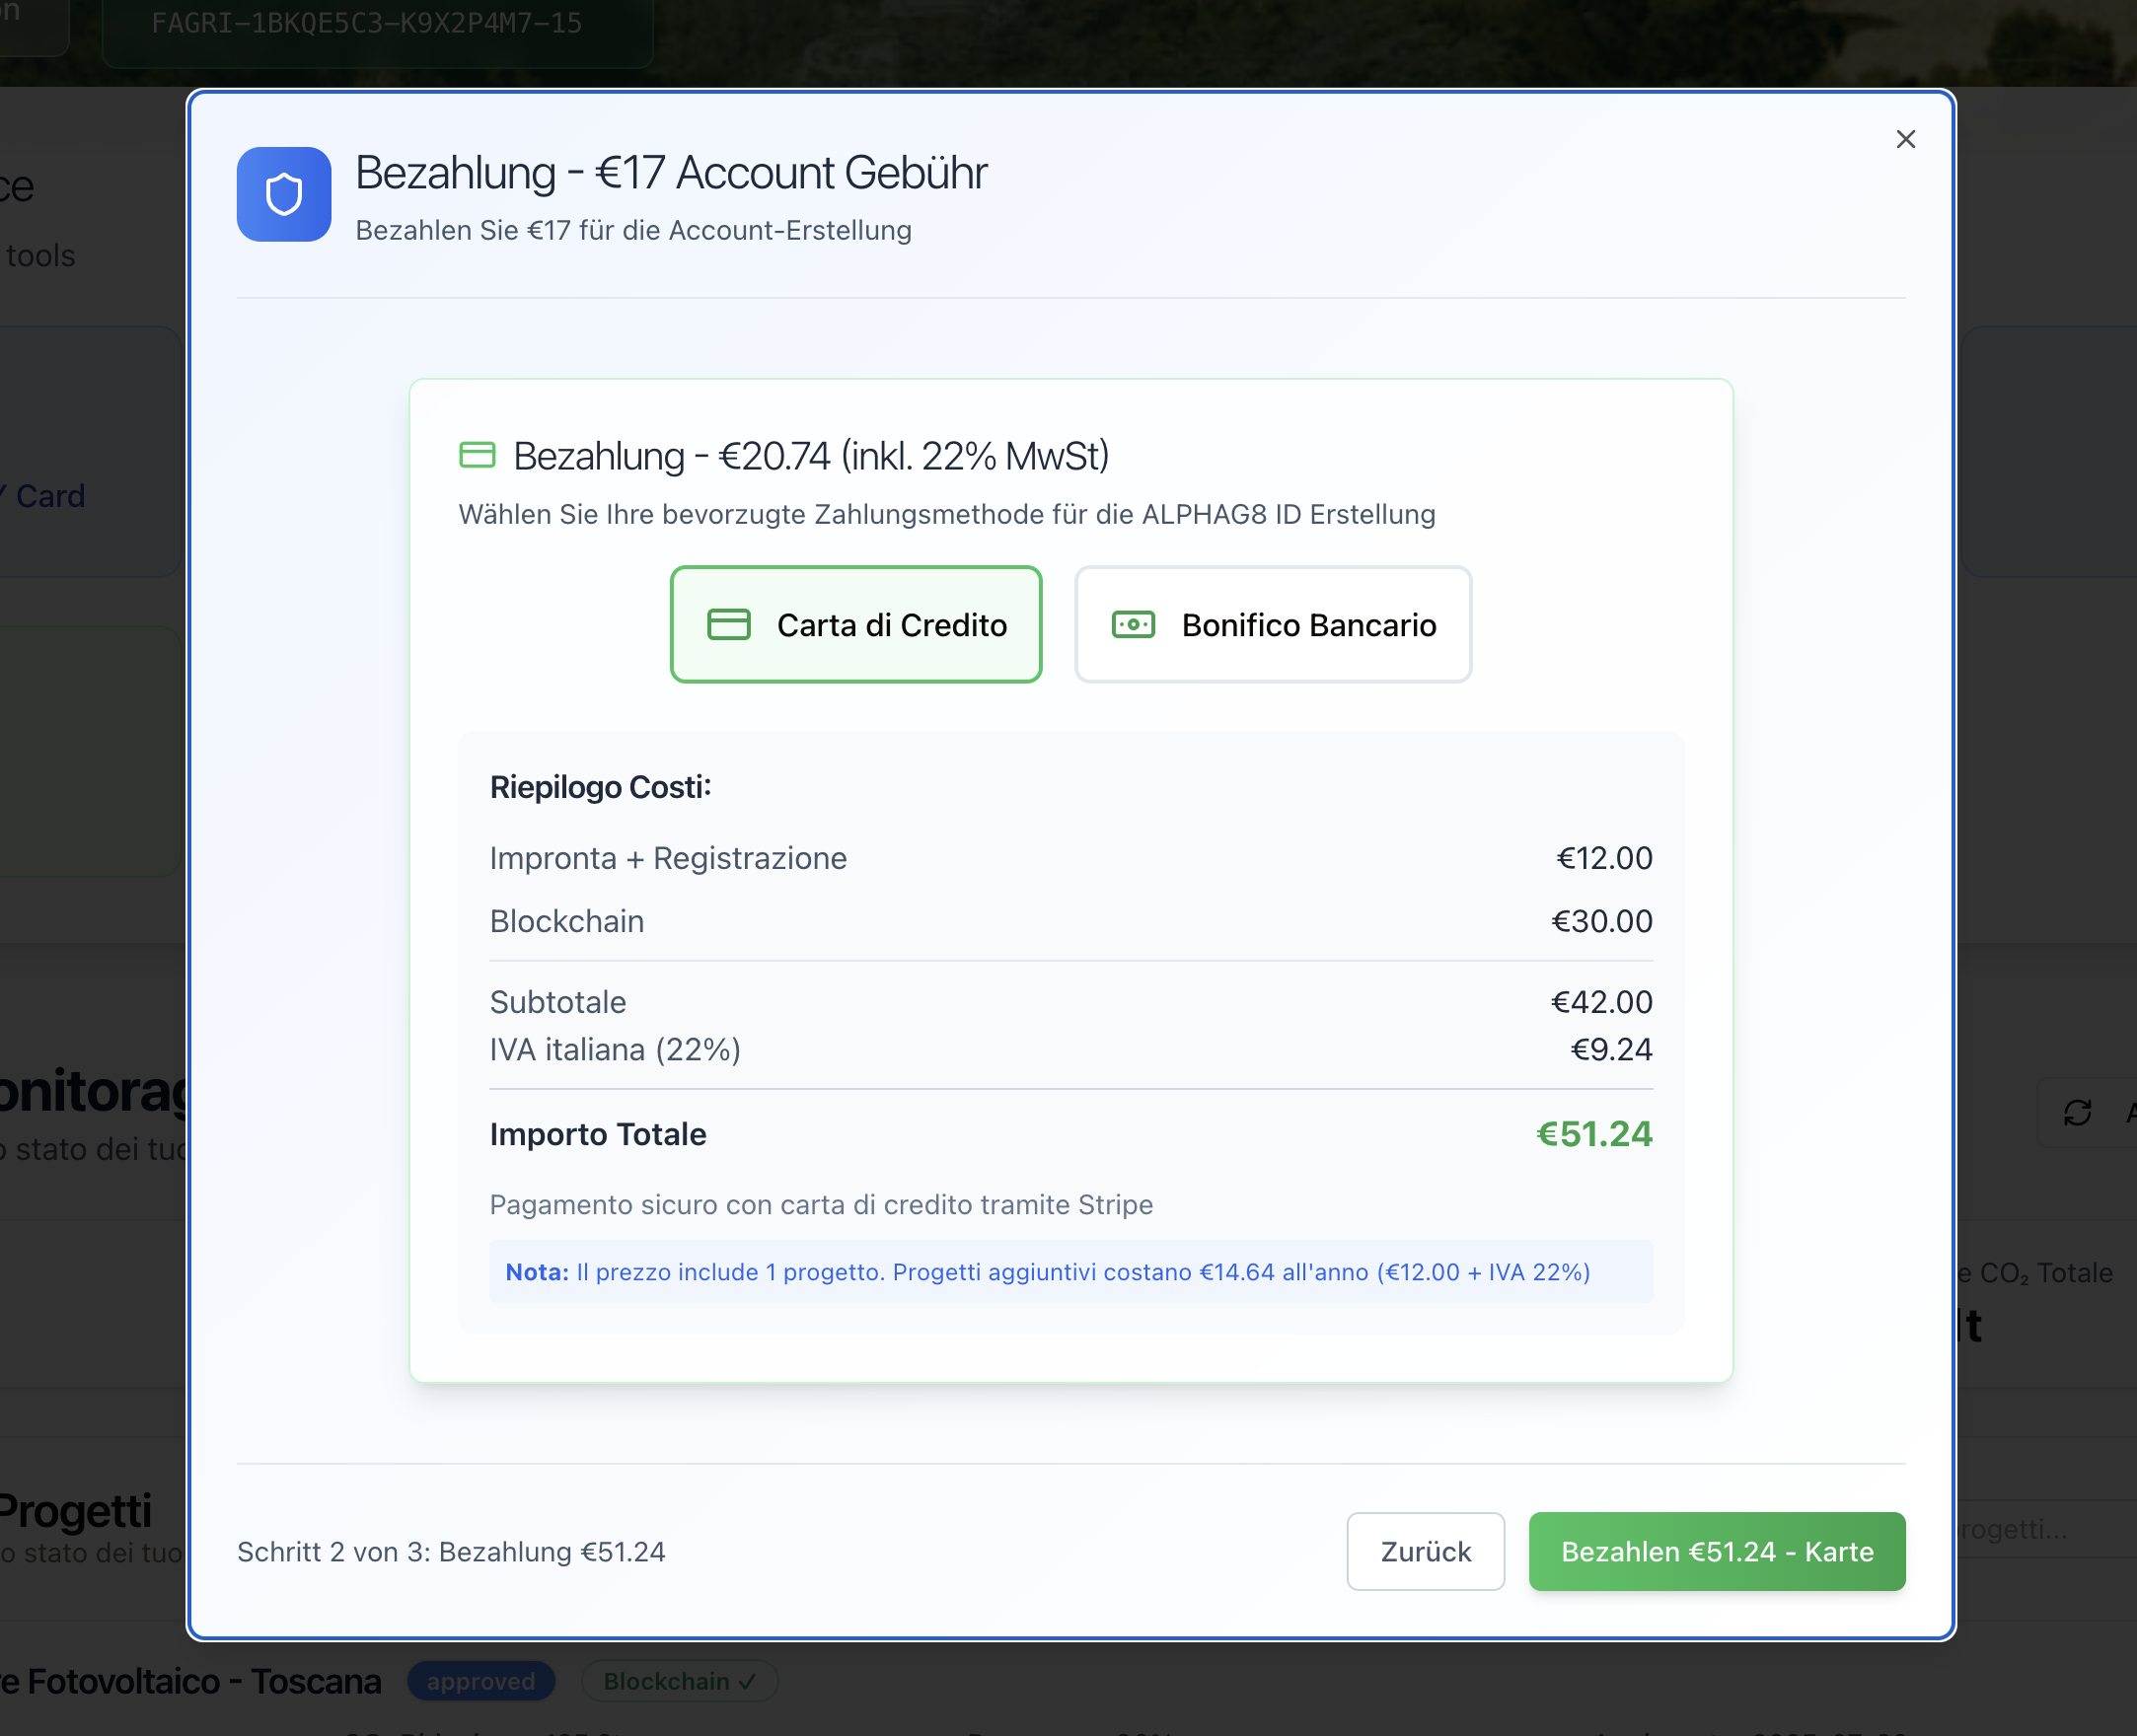 FAGRI-1BKQE5C3-K9X2P4M7-15
Bezahlung - €17 Account Gebühr
Bezahlen Sie €17 für die Account-Erstellung
tools
Bezahlung - €20.74 (inkl. 22% MwSt)
Card
Wählen Sie Ihre bevorzugte Zahlungsmethode für die ALPHAG8 ID Erstellung
Carta di Credito
Bonifico Bancario
Riepilogo Costi:
Impronta + Registrazione €12.00
Blockchain €30.00
Subtotale €42.00
IVA italiana (22%) €9.24
Importo Totale €51.24
stato dei
Pagamento sicuro con carta di credito tramite Stripe
Nota: Il prezzo include 1 progetto. Progetti aggiuntivi costano €14.64 all'anno (€12.00 + IVA 22%)
CO₂ Totale
t
Progetti
stato dei tuo
Schritt 2 von 3: Bezahlung €51.24
Zurück
Bezahlen €51.24 - Karte
Fotovoltaico - Toscana approved Blockchain ✓